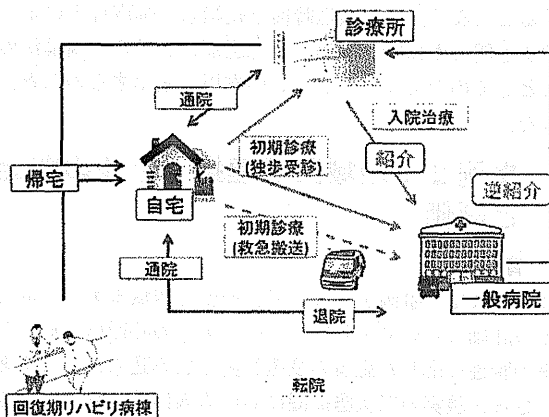 診療所
通院
入院治療
初期診療
(独歩受診)
紹介
帰宅
自宅
逆紹介
初期診療
(救急搬送)
通院
一般病院
退院
転院
回復期リハビリ病棟